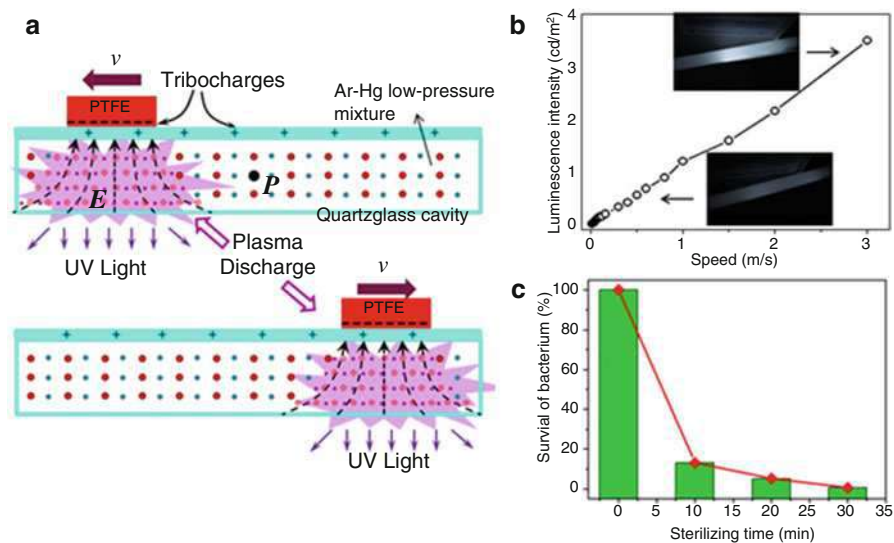 a
v
Tribocharges
PTFE
Ar-Hg low-pressure
mixture
+ + + + + +
E
P
Quartzglass cavity
UV Light
Plasma
Discharge
v
PTFE
+ + + + + +
UV Light
b
Luminescence intensity (cd/m²)
4
3
2
1
0
0 1 2 3
Speed (m/s)
c
Survial of bacterium (%)
100
80
60
40
20
0
0 5 10 15 20 25 30 35
Sterilizing time (min)